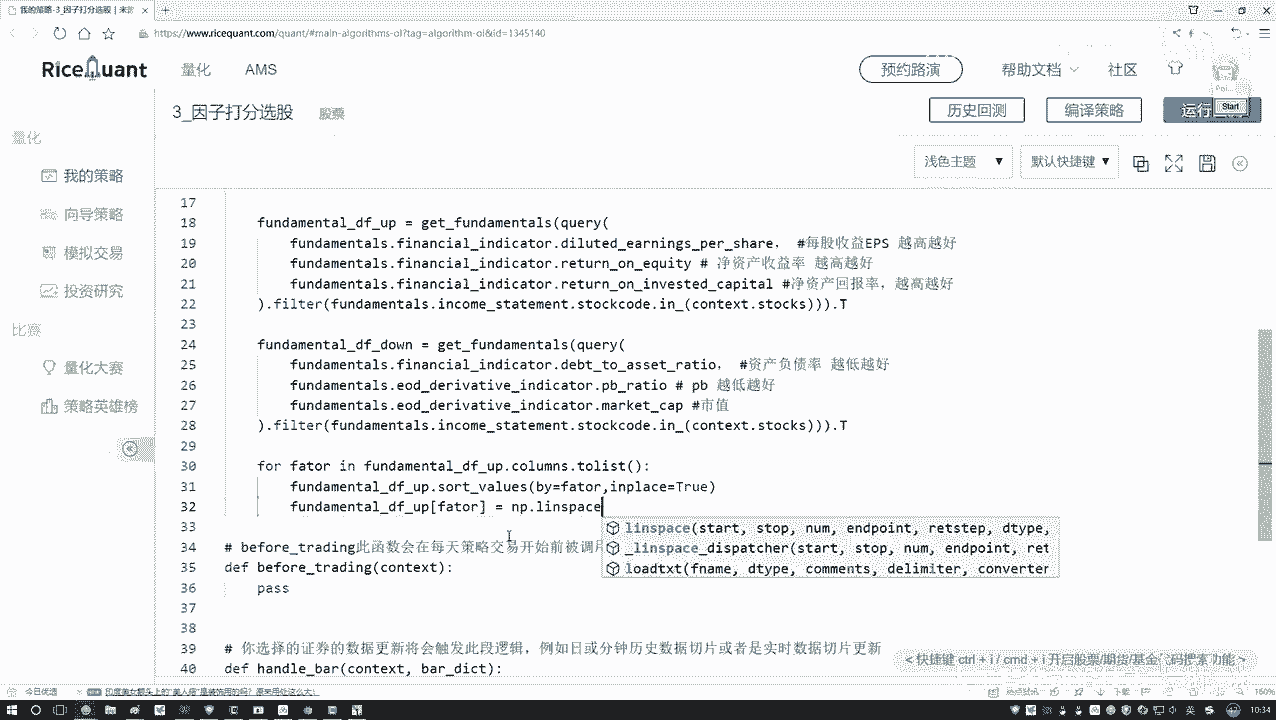 我的策略-3_因子打分选股 | 来
https://www.ricequant.com/quant/#main-algorithms-ol?tag=algorithm-ol&id=1345140
RiceQuant 量化 AMS 预约路演 帮助文档 社区
3_因子打分选股 股票 历史回测 编译策略 运行
Start
浅色主题 ▼ 默认快捷键 ▼
量化
我的策略
向导策略
模拟交易
投资研究
比赛
量化大赛
策略英雄榜
17
18 fundamental_df_up = get_fundamentals(query(
19 fundamentals.financial_indicator.diluted_earnings_per_share， #每股收益EPS 越高越好
20 fundamentals.financial_indicator.return_on_equity # 净资产收益率 越高越好
21 fundamentals.financial_indicator.return_on_invested_capital #净资产回报率，越高越好
22 ).filter(fundamentals.income_statement.stockcode.in_(context.stocks))).T
23
24 fundamental_df_down = get_fundamentals(query(
25 fundamentals.financial_indicator.debt_to_asset_ratio， #资产负债率 越低越好
26 fundamentals.eod_derivative_indicator.pb_ratio # pb 越低越好
27 fundamentals.eod_derivative_indicator.market_cap #市值
28 ).filter(fundamentals.income_statement.stockcode.in_(context.stocks))).T
29
30 for fator in fundamental_df_up.columns.tolist():
31 fundamental_df_up.sort_values(by=fator,inplace=True)
32 fundamental_df_up[fator] = np.linspace
linspace(start, stop, num, endpoint, retstep, dtype,
_linspace_dispatcher(start, stop, num, endpoint, ret
loadtxt(fname, dtype, comments, delimiter, converter
33
34 # before_trading此函数会在每天策略交易开始前被调用
35 def before_trading(context):
36 pass
37
38
39 # 你选择的证券的数据更新将会触发此段逻辑，例如日或分钟历史数据切片或者是实时数据切片更新
40 def handle_bar(context, bar_dict):
< 快捷键 ctrl + i / cmd + i 开启股票/期货/基金 码搜索功能 >
今日优选
下载
160%
英
10:34